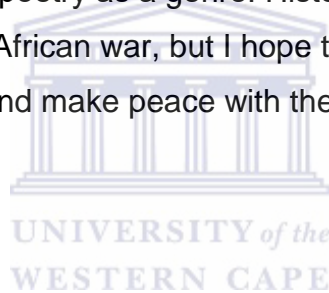 poetry as a genre. Histo
African war, but I hope t
nd make peace with the
UNIVERSITY of the
WESTERN CAPE